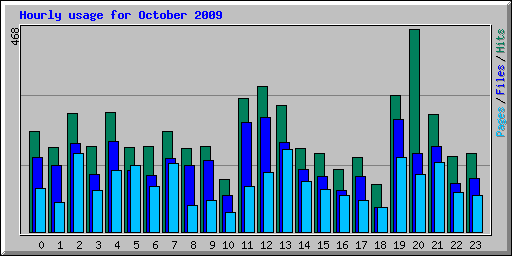 Hourly usage for October 2009
468
Pages / Files / Hits
0 1 2 3 4 5 6 7 8 9 10 11 12 13 14 15 16 17 18 19 20 21 22 23